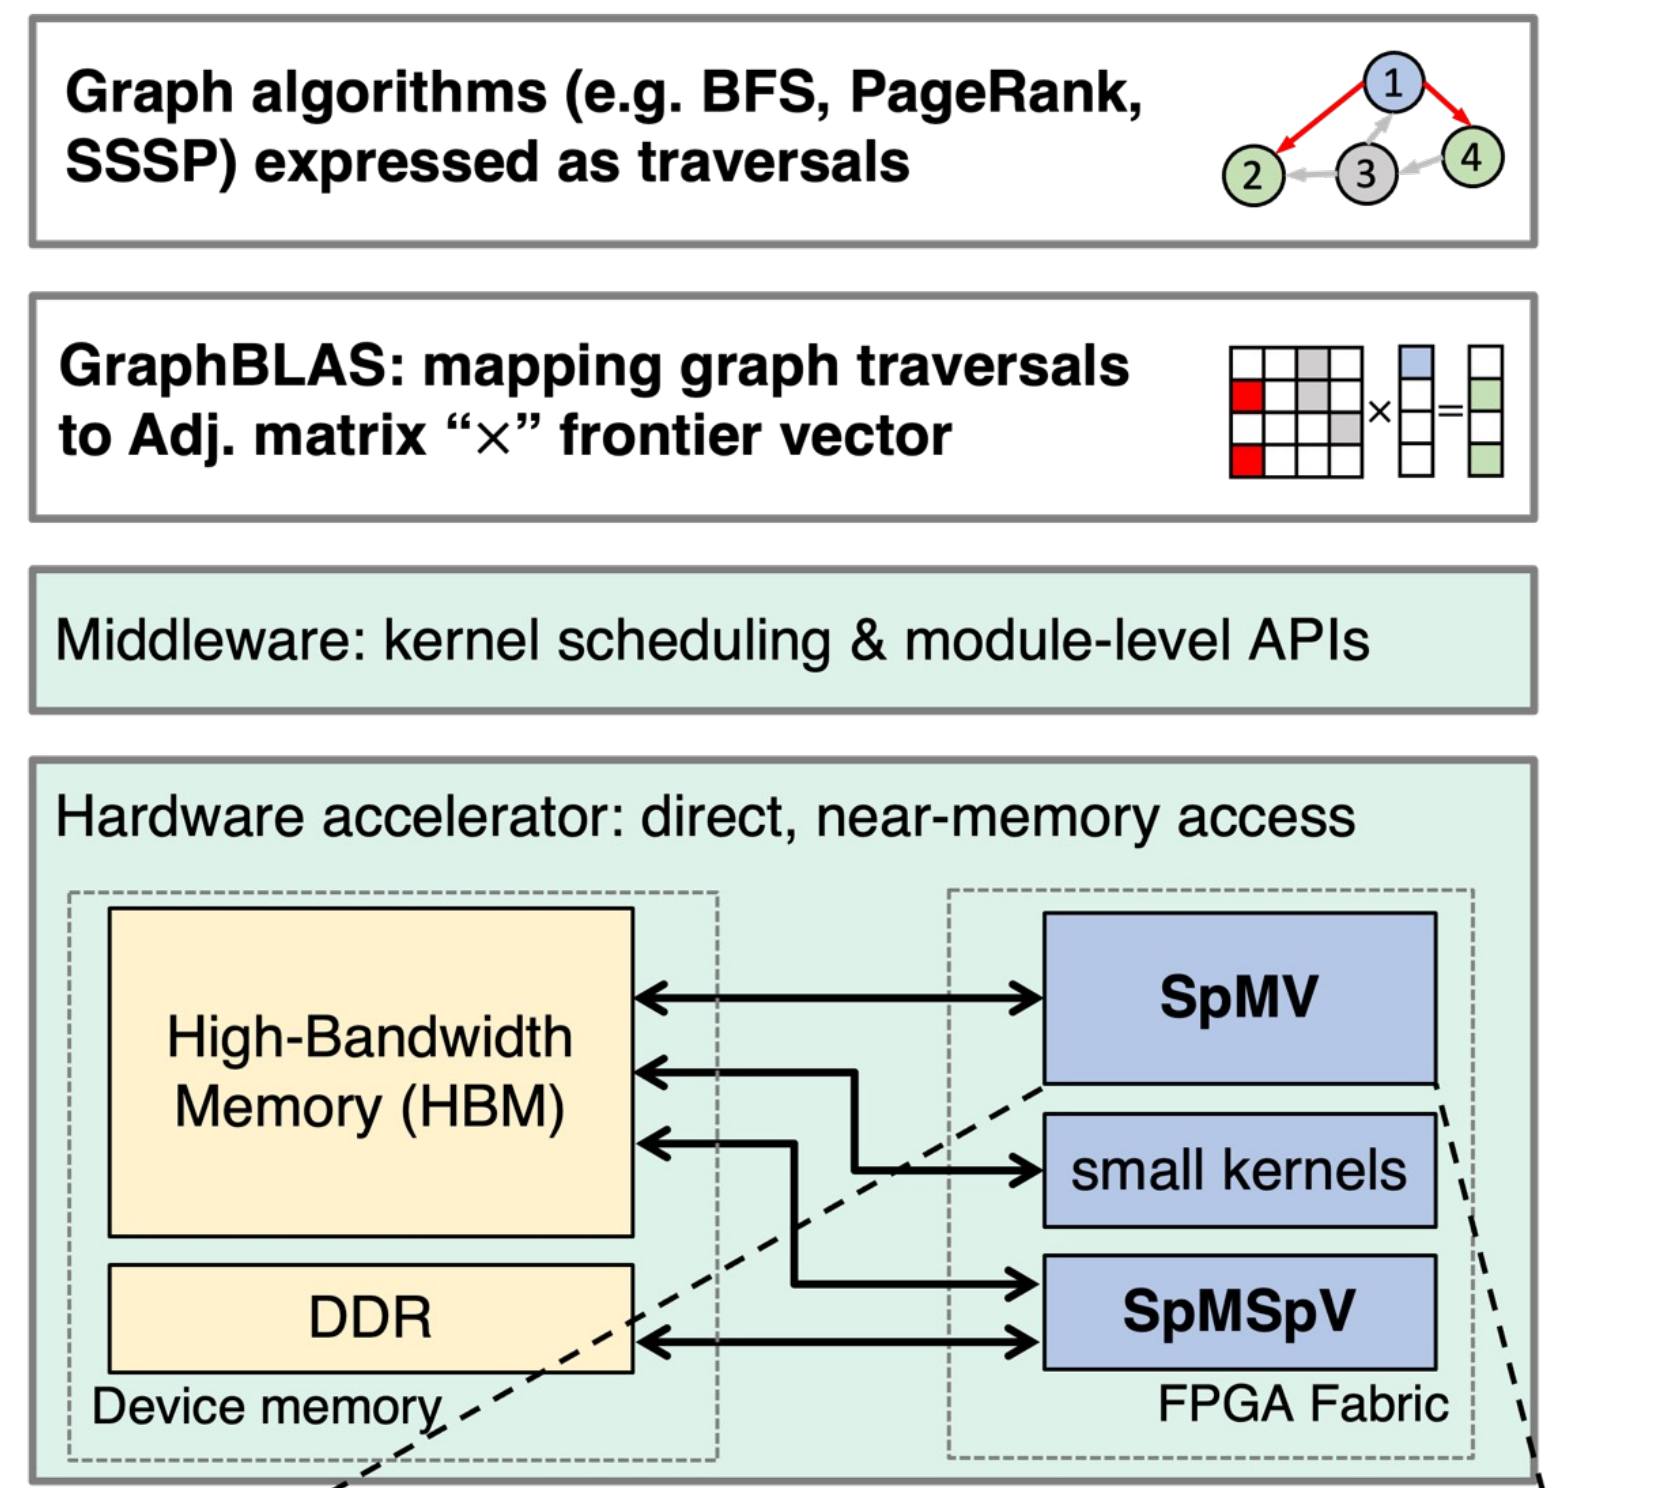 Graph algorithms (e.g. BFS, PageRank,
SSSP) expressed as traversals
1
2
3
4
GraphBLAS: mapping graph traversals
to Adj. matrix “×” frontier vector
× =
Middleware: kernel scheduling & module-level APIs
Hardware accelerator: direct, near-memory access
High-Bandwidth
Memory (HBM)
DDR
Device memory
SpMV
small kernels
SpMSpV
FPGA Fabric